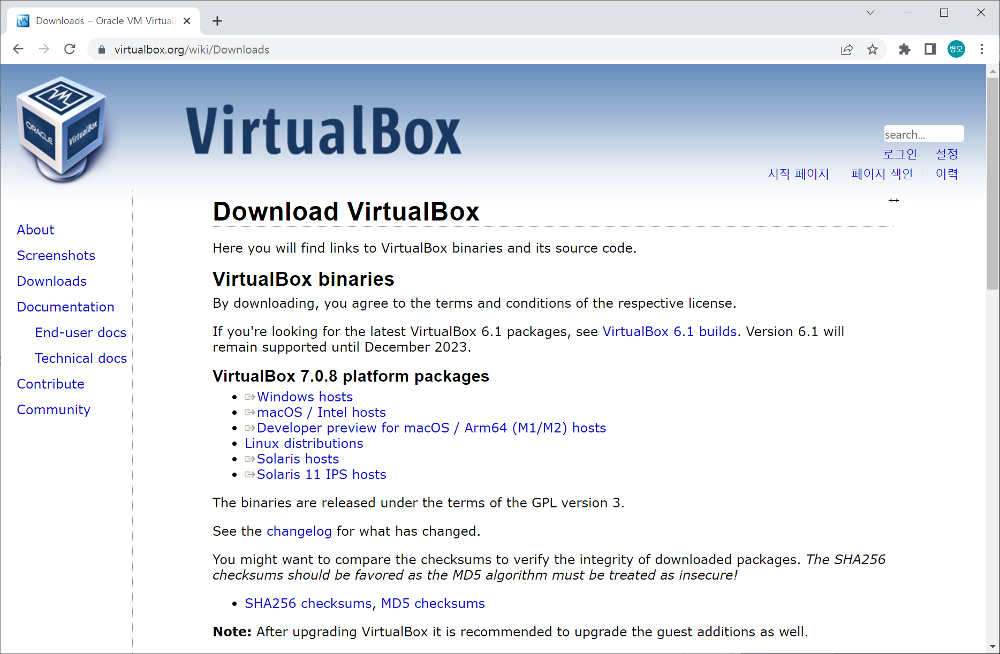 Downloads – Oracle VM Virtual
virtualbox.org/wiki/Downloads
병모
ORACLE
VirtualBox
VirtualBox
search...
로그인 설정
시작 페이지 페이지 색인 이력
About
Screenshots
Downloads
Documentation
End-user docs
Technical docs
Contribute
Community
Download VirtualBox
Here you will find links to VirtualBox binaries and its source code.
VirtualBox binaries
By downloading, you agree to the terms and conditions of the respective license.
If you're looking for the latest VirtualBox 6.1 packages, see VirtualBox 6.1 builds. Version 6.1 will
remain supported until December 2023.
VirtualBox 7.0.8 platform packages
• Windows hosts
• macOS / Intel hosts
• Developer preview for macOS / Arm64 (M1/M2) hosts
• Linux distributions
• Solaris hosts
• Solaris 11 IPS hosts
The binaries are released under the terms of the GPL version 3.
See the changelog for what has changed.
You might want to compare the checksums to verify the integrity of downloaded packages. The SHA256
checksums should be favored as the MD5 algorithm must be treated as insecure!
• SHA256 checksums, MD5 checksums
Note: After upgrading VirtualBox it is recommended to upgrade the guest additions as well.